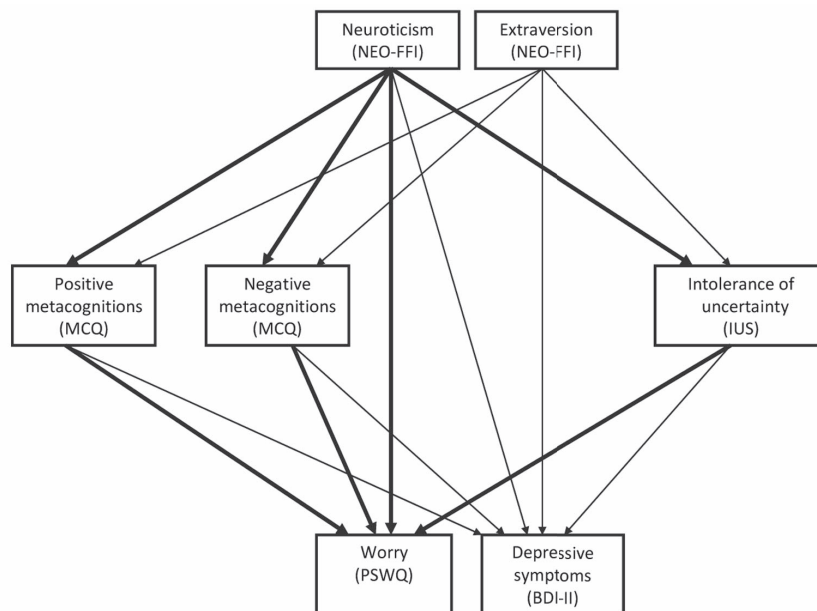 Neuroticism
(NEO-FFI)
Extraversion
(NEO-FFI)
Positive
metacognitions
(MCQ)
Negative
metacognitions
(MCQ)
Intolerance of
uncertainty
(IUS)
Worry
(PSWQ)
Depressive
symptoms
(BDI-II)